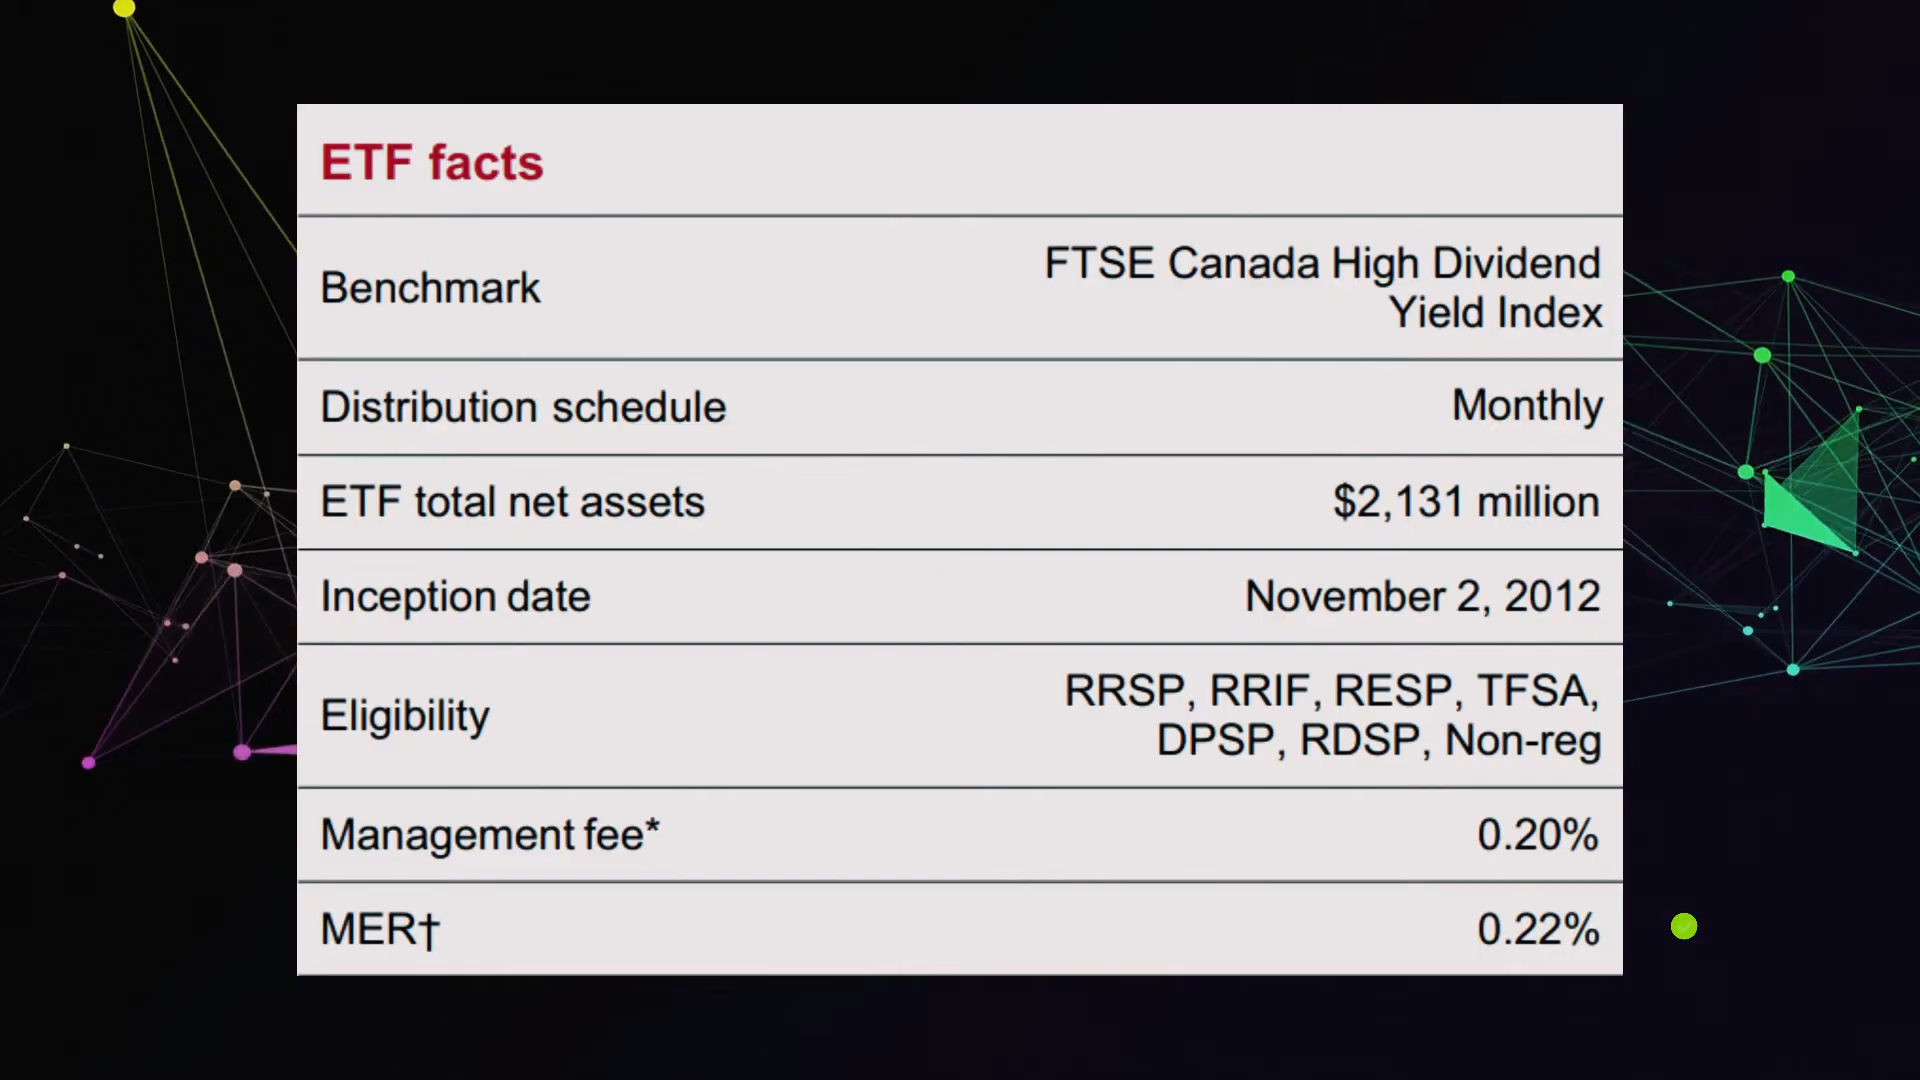 ETF facts
Benchmark
FTSE Canada High Dividend
Yield Index
Distribution schedule
Monthly
ETF total net assets
$2,131 million
Inception date
November 2, 2012
Eligibility
RRSP, RRIF, RESP, TFSA,
DPSP, RDSP, Non-reg
Management fee*
0.20%
MER†
0.22%